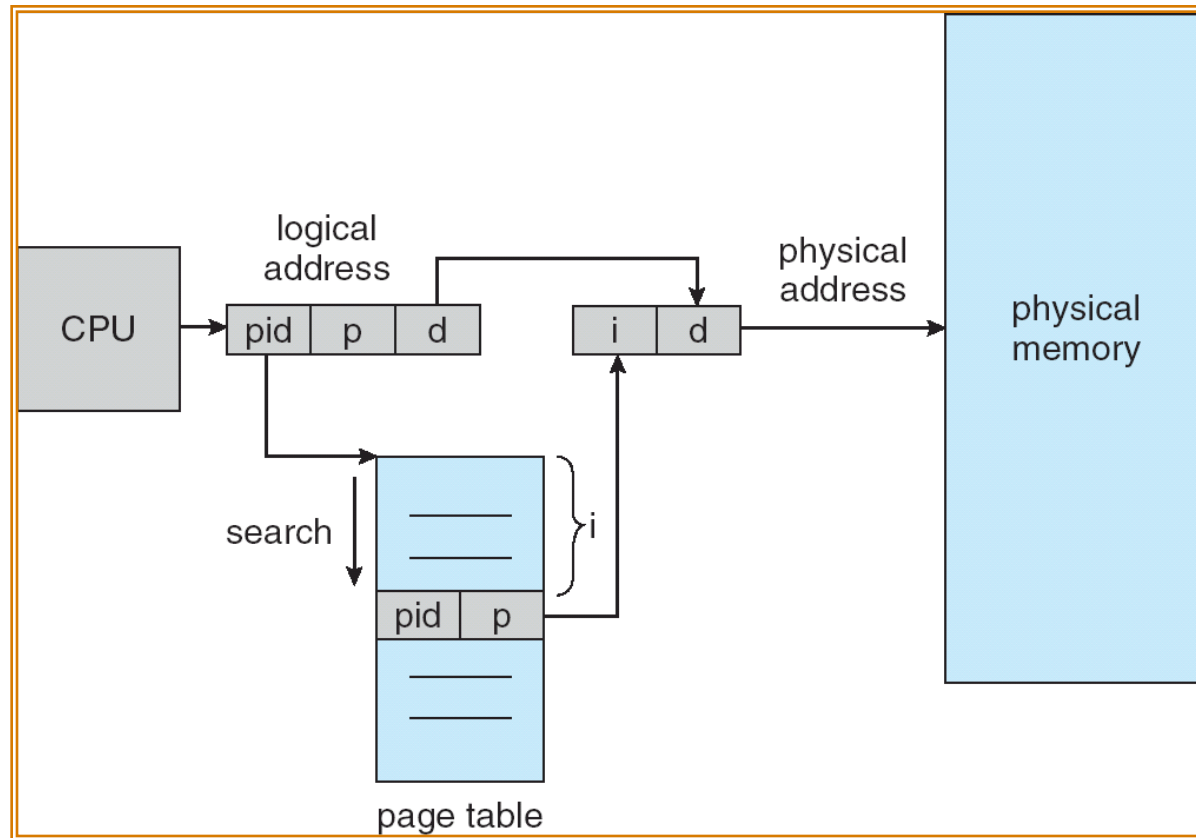 logical
address
physical
address
CPU
pid
p
d
i
d
physical
memory
search
i
pid
p
page table